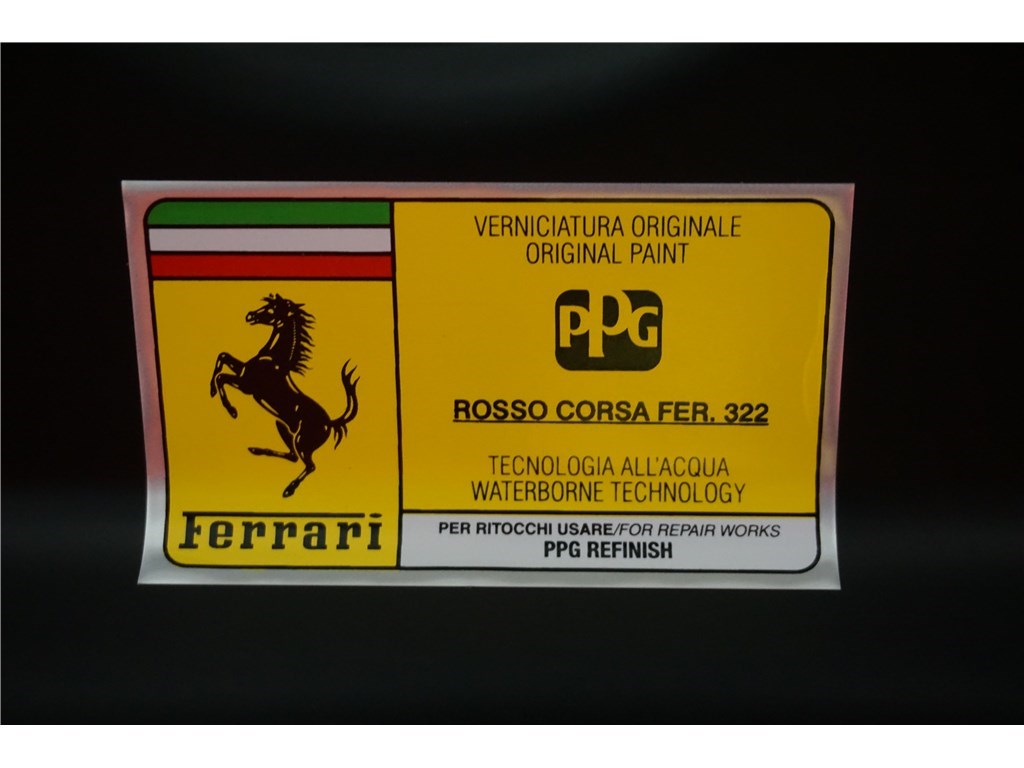 Ferrari
VERNICIATURA ORIGINALE
ORIGINAL PAINT
PPG
ROSSO CORSA FER. 322
TECNOLOGIA ALL'ACQUA
WATERBORNE TECHNOLOGY
PER RITOCCHI USARE/FOR REPAIR WORKS
PPG REFINISH